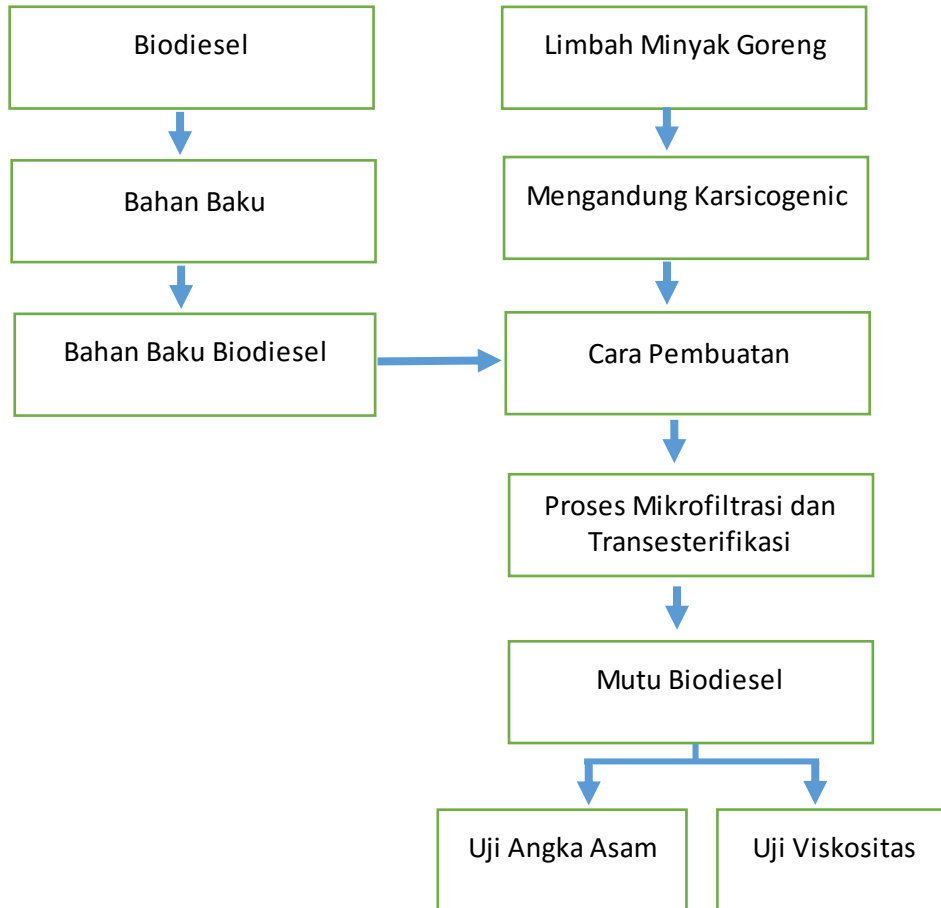 Biodiesel
Limbah Minyak Goreng
Bahan Baku
Mengandung Karsicogenic
Bahan Baku Biodiesel
Cara Pembuatan
Proses Mikrofiltrasi dan
Transesterifikasi
Mutu Biodiesel
Uji Angka Asam
Uji Viskositas